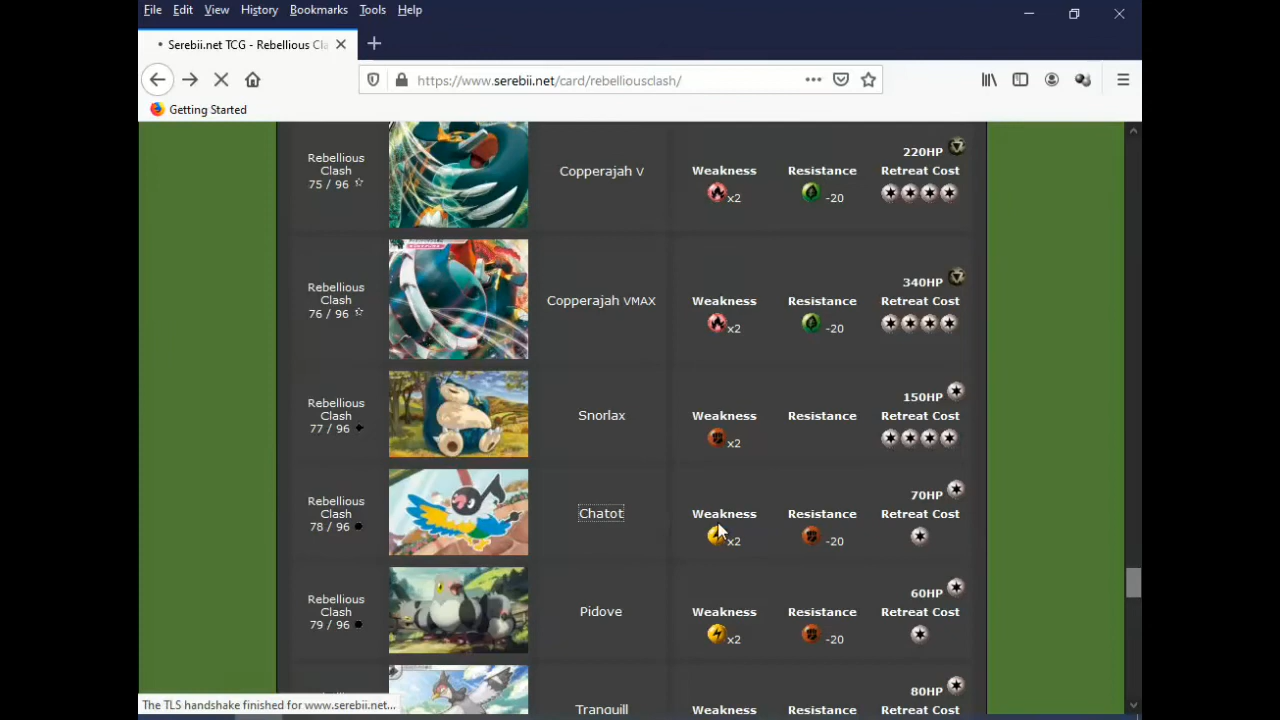 File Edit View History Bookmarks Tools Help
Serebii.net TCG - Rebellious Cla
https://www.serebii.net/card/rebelliousclash/
Getting Started
Rebellious
Clash
75 / 96
Copperajah V
220HP
Weakness Resistance Retreat Cost
x2 -20
Rebellious
Clash
76 / 96
Copperajah VMAX
340HP
Weakness Resistance Retreat Cost
x2 -20
Rebellious
Clash
77 / 96
Snorlax
150HP
Weakness Resistance Retreat Cost
x2
Rebellious
Clash
78 / 96
Chatot
70HP
Weakness Resistance Retreat Cost
x2 -20
Rebellious
Clash
79 / 96
Pidove
60HP
Weakness Resistance Retreat Cost
x2 -20
Tranquill
80HP
Weakness Resistance Retreat Cost
The TLS handshake finished for www.serebii.net...